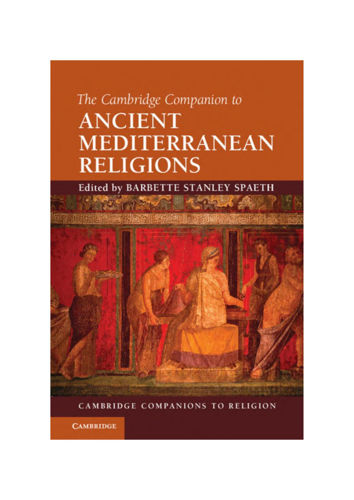 The Cambridge Companion to
ANCIENT
MEDITERRANEAN
RELIGIONS
Edited by BARBETTE STANLEY SPAETH
CAMBRIDGE COMPANIONS TO RELIGION
CAMBRIDGE